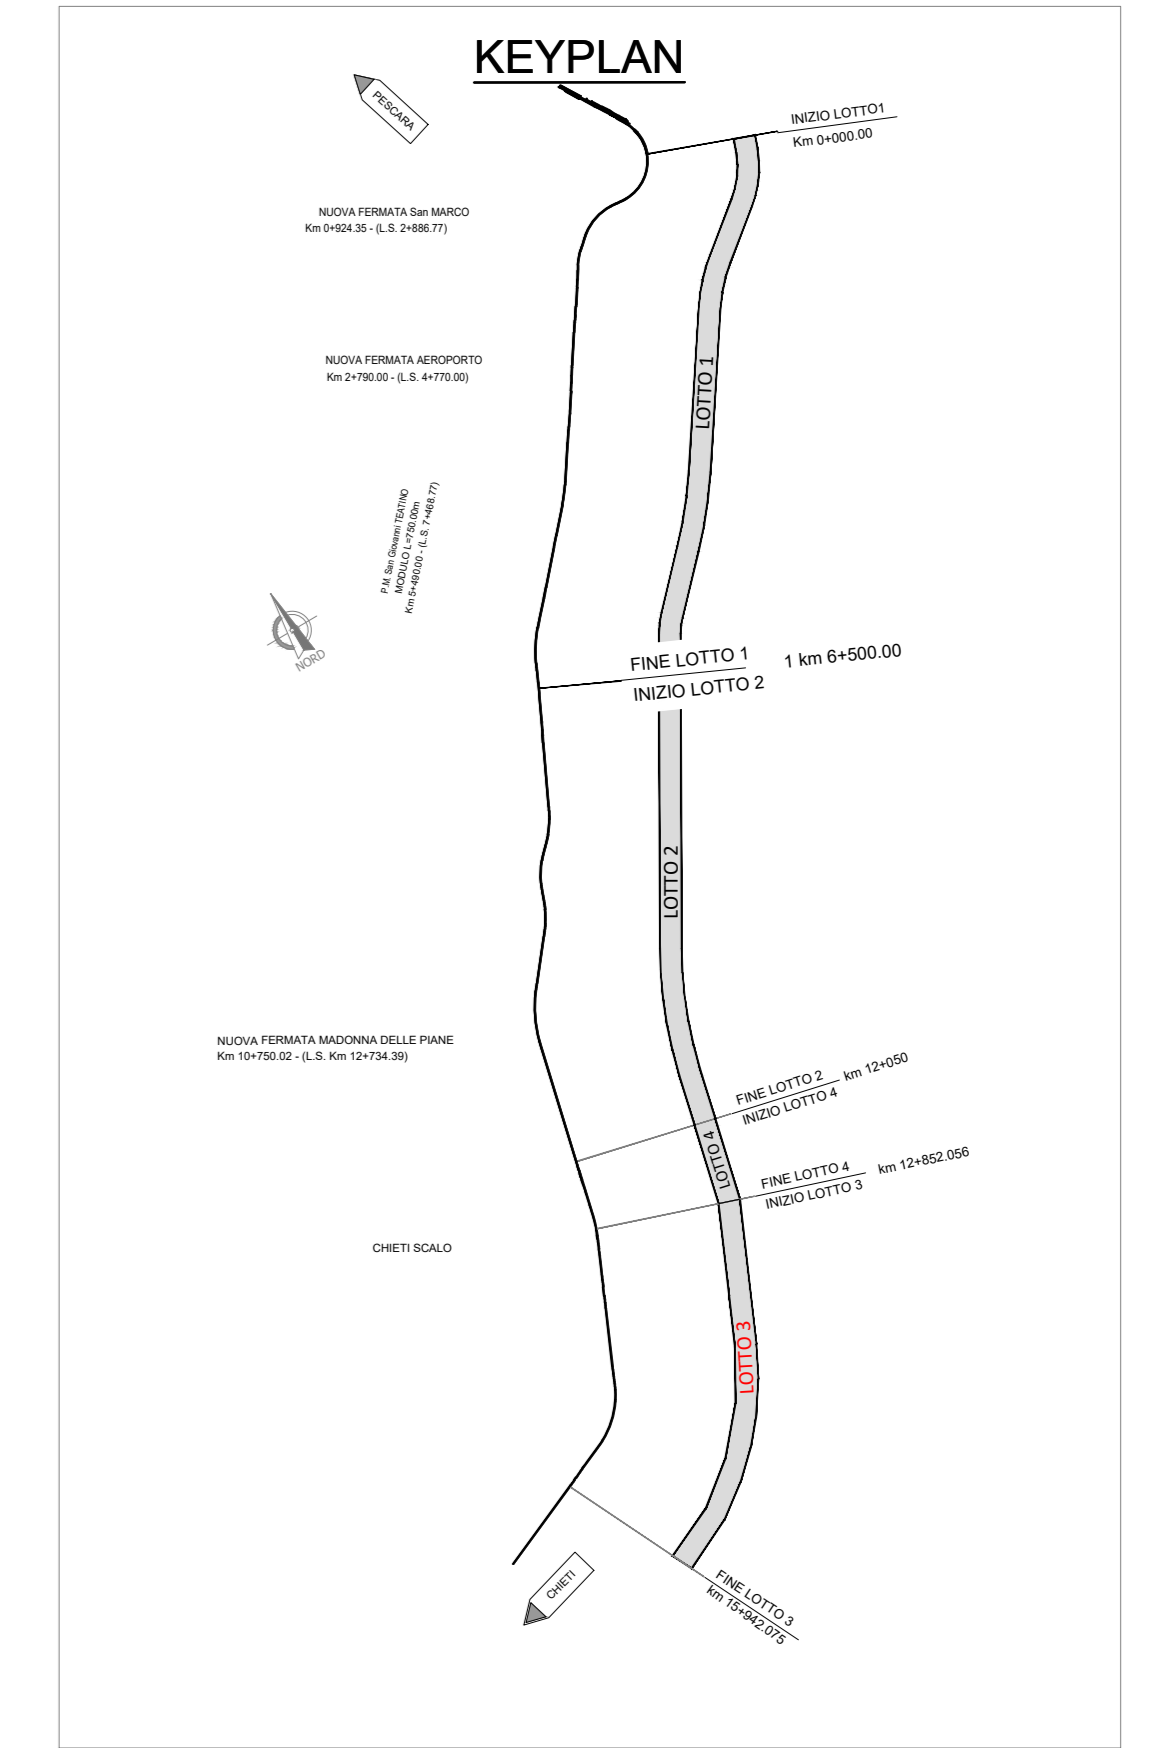 KEYPLAN
PESCARA
INIZIO LOTTO1
Km 0+000.00
NUOVA FERMATA San MARCO
Km 0+924.35 - (L.S. 2+886.77)
NUOVA FERMATA AEROPORTO
Km 2+790.00 - (L.S. 4+770.00)
LOTTO 1
P.M. San Giovanni TEATINO
MODULO L=750.00m
Km 5+490.00 - (L.S. 7+468.77)
NORD
FINE LOTTO 1
INIZIO LOTTO 2
1 km 6+500.00
LOTTO 2
NUOVA FERMATA MADONNA DELLE PIANE
Km 10+750.02 - (L.S. Km 12+734.39)
FINE LOTTO 2
INIZIO LOTTO 4
km 12+050
LOTTO 4
FINE LOTTO 4
INIZIO LOTTO 3
km 12+852.056
CHIETI SCALO
LOTTO 3
CHIETI
FINE LOTTO 3
km 15+942.075